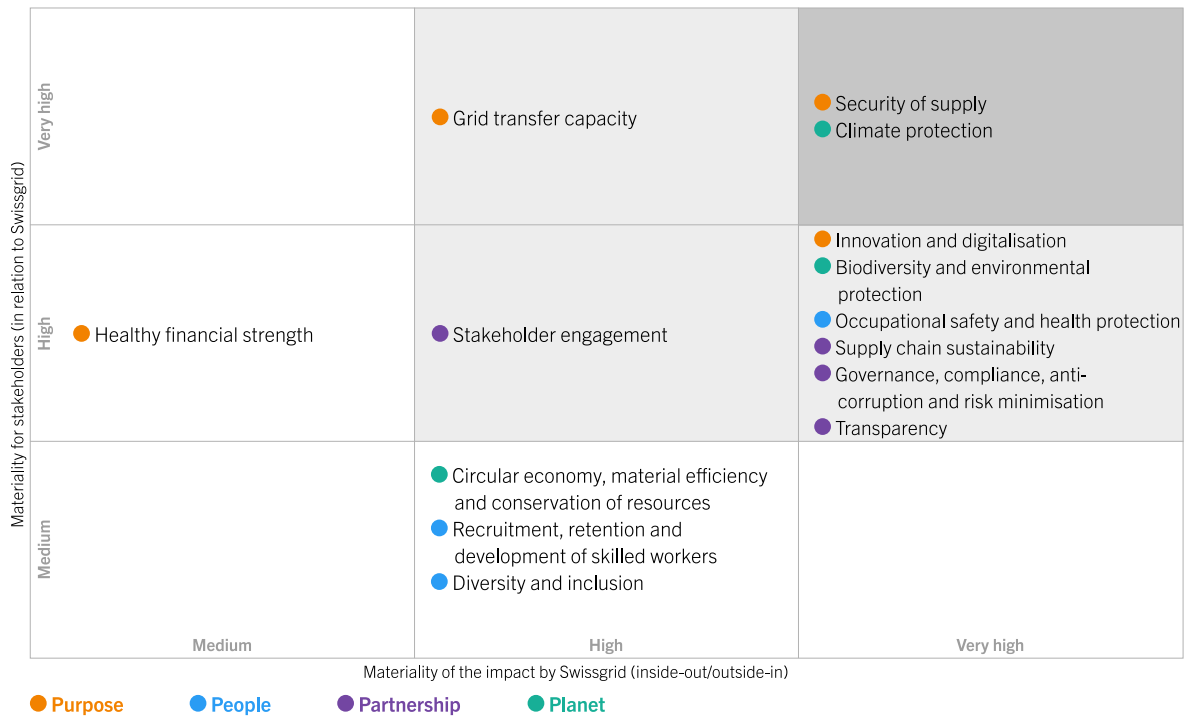 Materiality for stakeholders (in relation to Swissgrid)
Very high
Grid transfer capacity
Security of supply
Climate protection
High
Healthy financial strength
Stakeholder engagement
Innovation and digitalisation
Biodiversity and environmental
protection
Occupational safety and health protection
Supply chain sustainability
Governance, compliance, anti-
corruption and risk minimisation
Transparency
Medium
Circular economy, material efficiency
and conservation of resources
Recruitment, retention and
development of skilled workers
Diversity and inclusion
Medium
High
Very high
Materiality of the impact by Swissgrid (inside-out/outside-in)
Purpose
People
Partnership
Planet